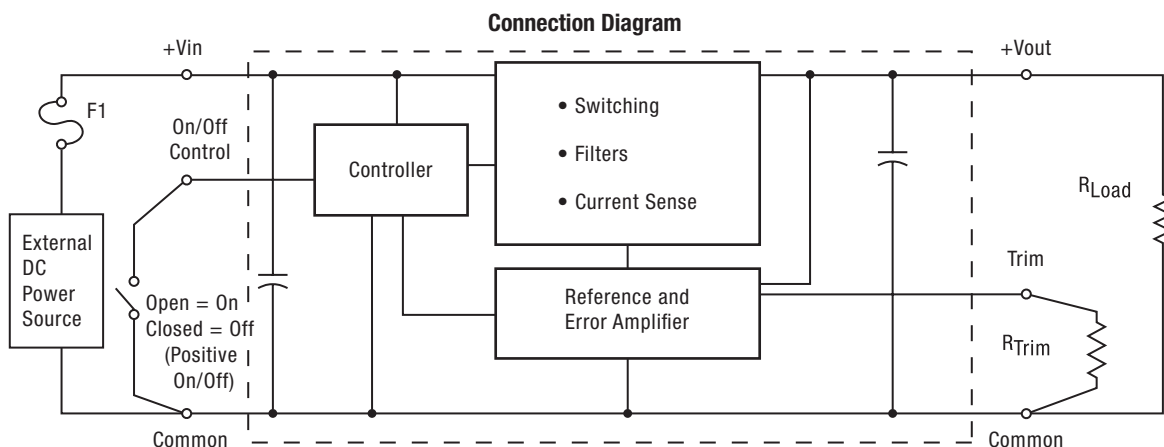 Connection Diagram
+Vin
+Vout
F1
On/Off
Control
• Switching
• Filters
• Current Sense
Controller
RLoad
External
DC
Power
Source
Open = On
Closed = Off
(Positive
On/Off)
Reference and
Error Amplifier
Trim
RTrim
Common
Common